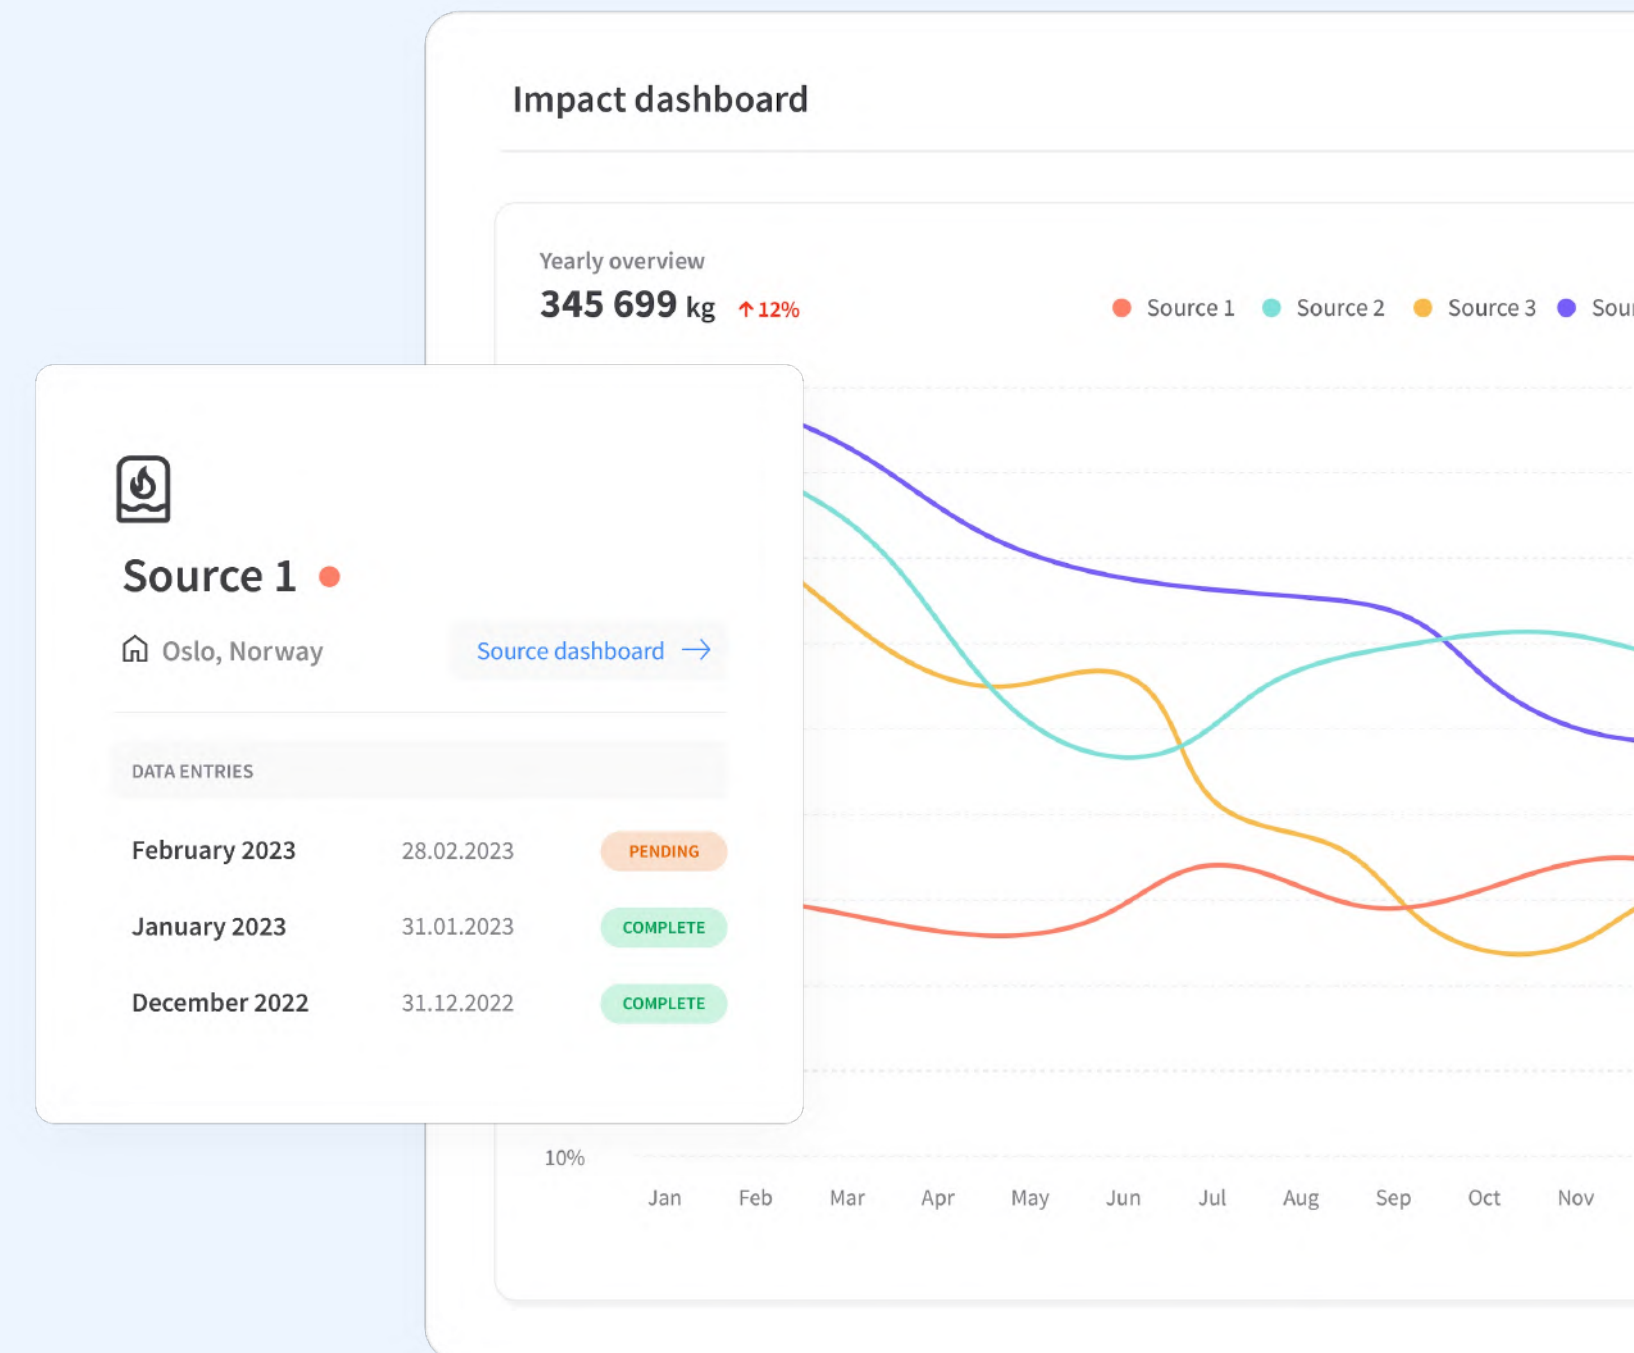 Impact dashboard
Yearly overview
345 699 kg ↑ 12%
Source 1 Source 2 Source 3 Sour
Source 1
Oslo, Norway
Source dashboard →
DATA ENTRIES
February 2023 28.02.2023 PENDING
January 2023 31.01.2023 COMPLETE
December 2022 31.12.2022 COMPLETE
10%
Jan Feb Mar Apr May Jun Jul Aug Sep Oct Nov